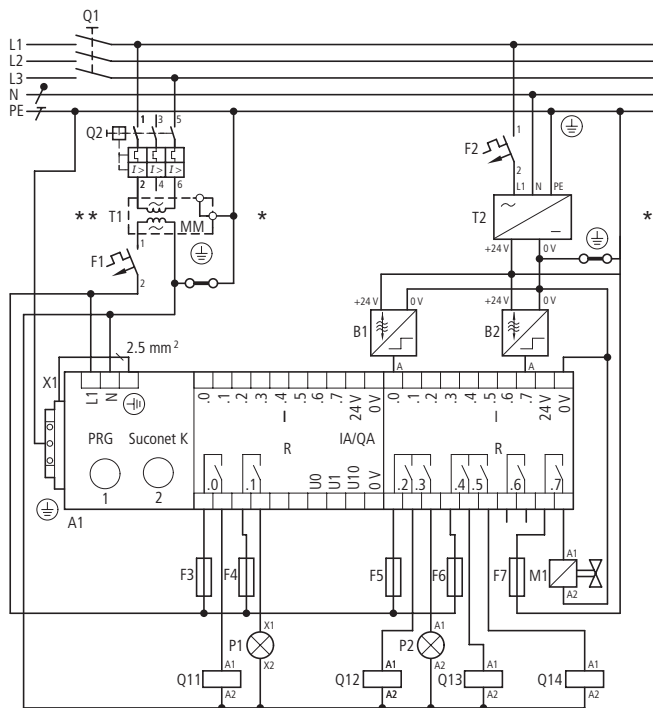 Q1
L1
L2
L3
N
PE
1 3 5
Q2
I> I> I>
2 4 6
F2
1
2
L1 N PE
T2
* *
T1
MM
*
*
+24 V 0 V
1
F1
2
+24 V 0 V
+24 V 0 V
B1
B2
2.5 mm²
A
A
X1
L1
N
.0 .1 .2 .3 .4 .5 .6 .7 24 V 0 V
.0 .1 .2 .3 .4 .5 .6 .7 24 V 0 V
I
I
PRG
Suconet K
R
IA/QA
R
1
2
.0
.1
U0 U1 U10 0 V
.2 .3
.4 .5
.6
.7
A1
F3
F4
F5
F6
F7
M1
A1
A2
X1
P1
X2
A1
P2
A2
Q11
A1
A2
Q12
A1
A2
Q13
A1
A2
Q14
A1
A2